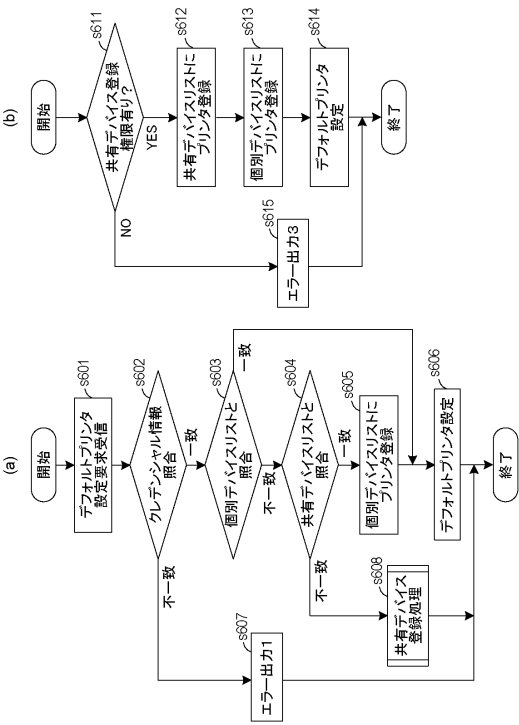 (a)
開始
s601
デフォルトプリンタ
設定要求受信
s602
クレデンシャル情報
照合
一致
不一致
s603
個別デバイスリストと
照合
一致
不一致
s604
共有デバイスリストと
照合
一致
不一致
s605
個別デバイスリストに
プリンタ登録
s606
デフォルトプリンタ設定
s607
エラー出力1
s608
共有デバイス
登録処理
終了
(b)
開始
s611
共有デバイス登録
権限有り?
YES
NO
s612
共有デバイスリストに
プリンタ登録
s613
個別デバイスリストに
プリンタ登録
s614
デフォルトプリンタ
設定
s615
エラー出力3
終了